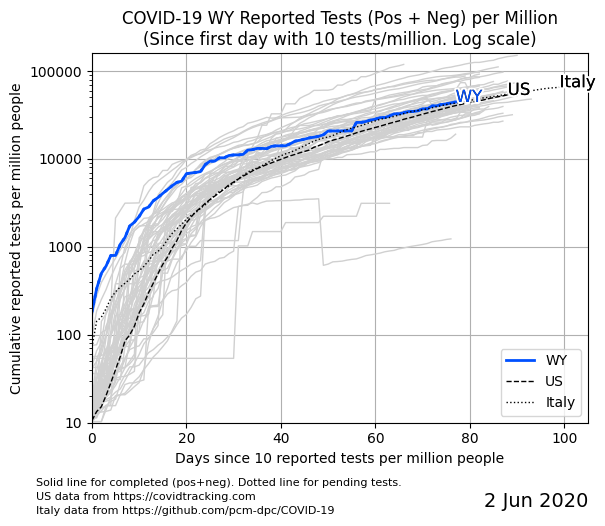 COVID-19 WY Reported Tests (Pos + Neg) per Million
(Since first day with 10 tests/million. Log scale)
Cumulative reported tests per million people
100000
10000
1000
100
10
WY
US
Italy
WY
US
Italy
0
20
40
60
80
100
Days since 10 reported tests per million people
Solid line for completed (pos+neg). Dotted line for pending tests.
US data from https://covidtracking.com
Italy data from https://github.com/pcm-dpc/COVID-19
2 Jun 2020